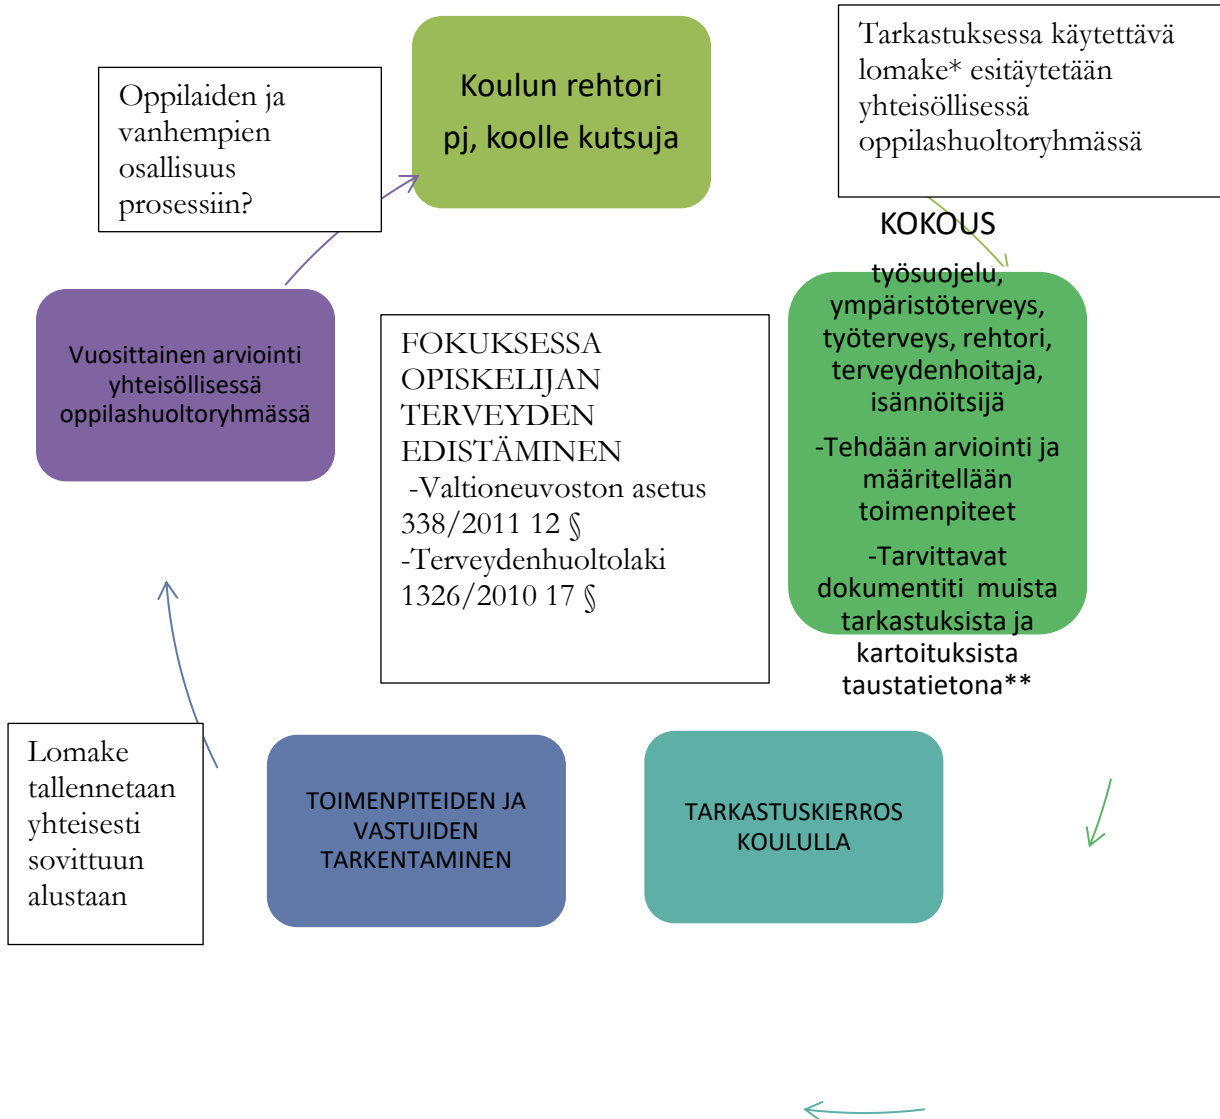 Koulun rehtori
pj, koolle kutsuja
Tarkastuksessa käytettävä
lomake* esitäytetään
yhteisöllisessä
oppilashuoltoryhmässä
Oppilaiden ja
vanhempien
osallisuus
prosessiin?
KOKOUS
työsuojelu,
ympäristöterveys,
työterveys, rehtori,
terveydenhoitaja,
isännöitsijä
-Tehdään arviointi ja
määritellään
toimenpiteet
-Tarvittavat
dokumentiti muista
tarkastuksista ja
kartoituksista
taustatietona**
Vuosittainen arviointi
yhteisöllisessä
oppilashuoltoryhmässä
FOKUKSESSA
OPISKELIJAN
TERVEYDEN
EDISTÄMINEN
-Valtioneuvoston asetus
338/2011 12 §
-Terveydenhuoltolaki
1326/2010 17 §
Lomake
tallennetaan
yhteisesti
sovittuun
alustaan
TOIMENPITEIDEN JA
VASTUIDEN
TARKENTAMINEN
TARKASTUSKIERROS
KOULULLA